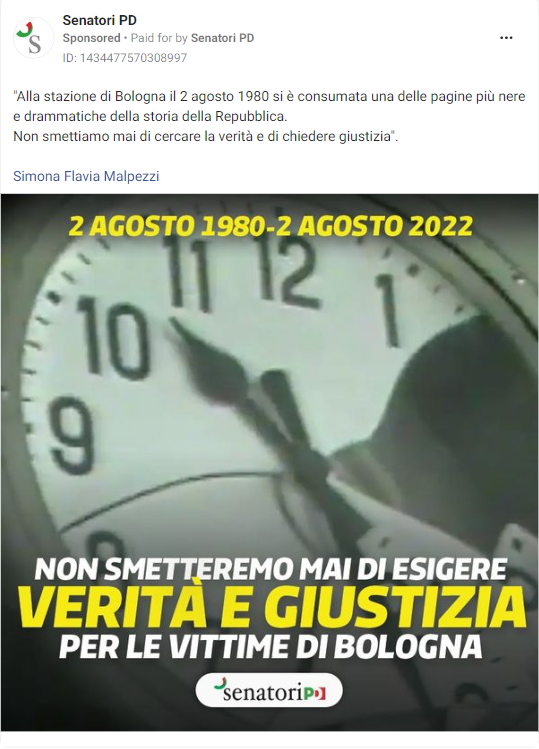 Senatori PD
Sponsored • Paid for by Senatori PD
ID: 1434477570308997
"Alla stazione di Bologna il 2 agosto 1980 si è consumata una delle pagine più nere
e drammatiche della storia della Repubblica.
Non smettiamo mai di cercare la verità e di chiedere giustizia".
Simona Flavia Malpezzi
2 AGOSTO 1980-2 AGOSTO 2022
11 12
10 1
9
8
NON SMETTEREMO MAI DI ESIGERE
VERITÀ E GIUSTIZIA
PER LE VITTIME DI BOLOGNA
senatoriPD